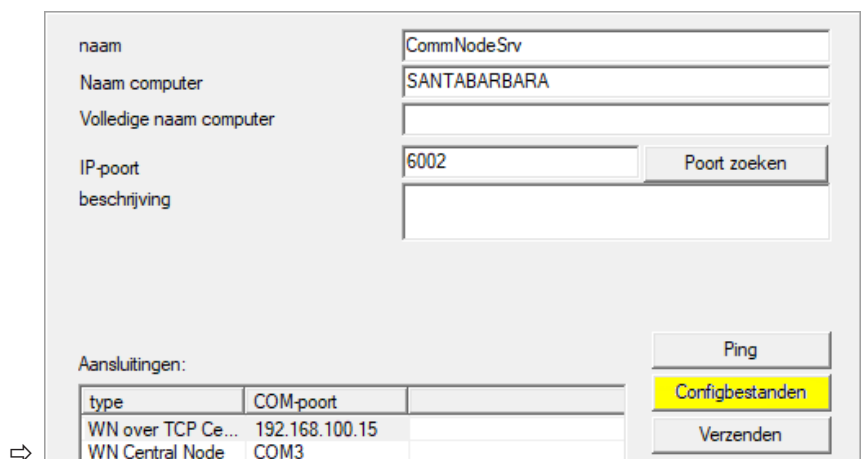 naam CommNodeSrv
Naam computer SANTABARBARA
Volledige naam computer
IP-poort 6002 Poort zoeken
beschrijving
Ping
Aansluitingen:
Configbestanden
type COM-poort
WN over TCP Ce... 192.168.100.15
Verzenden
WN Central Node COM3